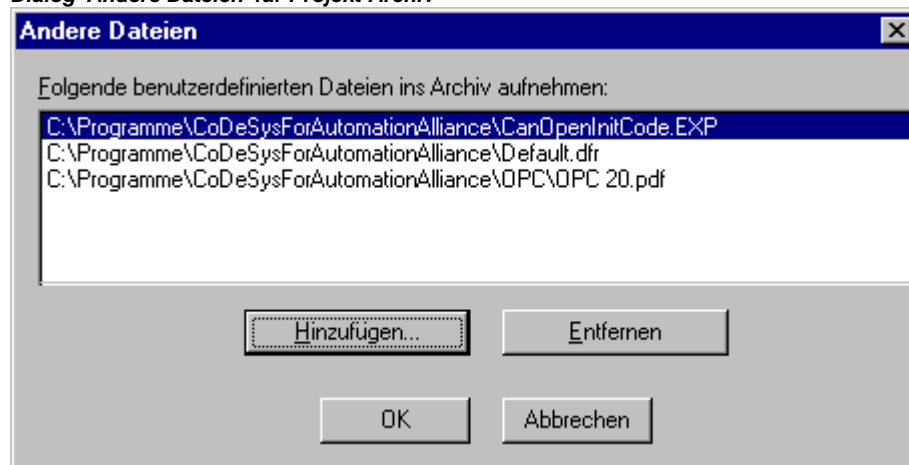 Dialog 'Andere Dateien' für Projekt Archiv
Andere Dateien
Folgende benutzerdefinierten Dateien ins Archiv aufnehmen:
C:\Programme\CoDeSysForAutomationAlliance\CanOpenInitCode.EXP
C:\Programme\CoDeSysForAutomationAlliance\Default.dfr
C:\Programme\CoDeSysForAutomationAlliance\OPC\OPC 20.pdf
Hinzufügen... Entfernen
OK Abbrechen